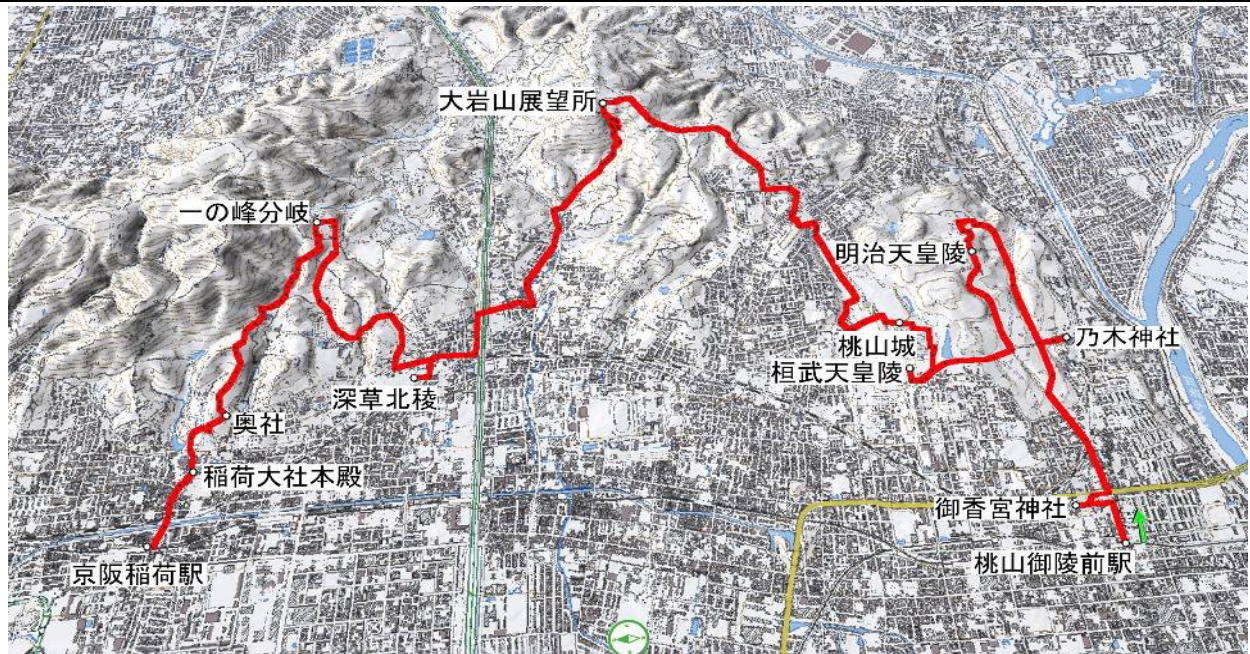 大岩山展望所
一の峰分岐
明治天皇陵
乃木神社
桃山城
桓武天皇陵
深草北稜
奥社
稲荷大社本殿
御香宮神社
桃山御陵前駅
京阪稲荷駅